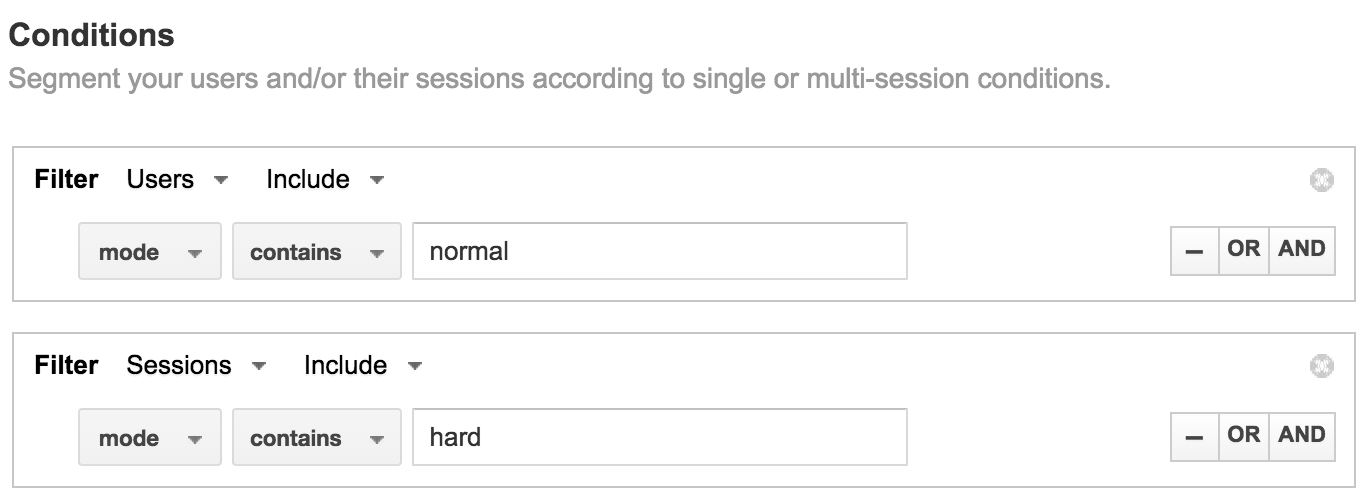 Conditions
Segment your users and/or their sessions according to single or multi-session conditions.
Filter Users Include
mode contains normal – OR AND
Filter Sessions Include
mode contains hard – OR AND